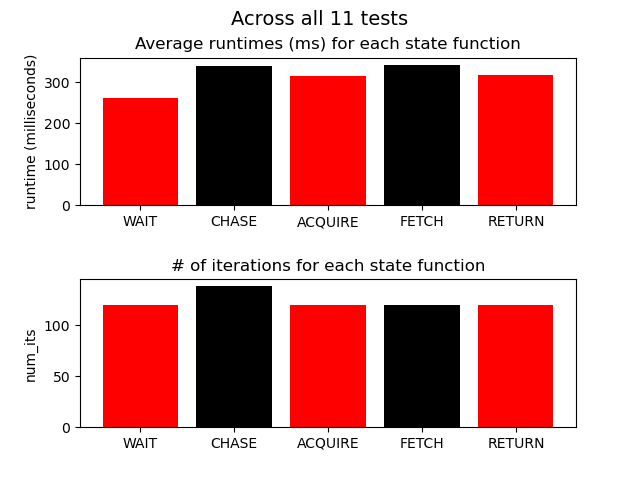 Across all 11 tests
Average runtimes (ms) for each state function
runtime (milliseconds)
300
200
100
0
WAIT CHASE ACQUIRE FETCH RETURN
# of iterations for each state function
num_its
100
50
0
WAIT CHASE ACQUIRE FETCH RETURN